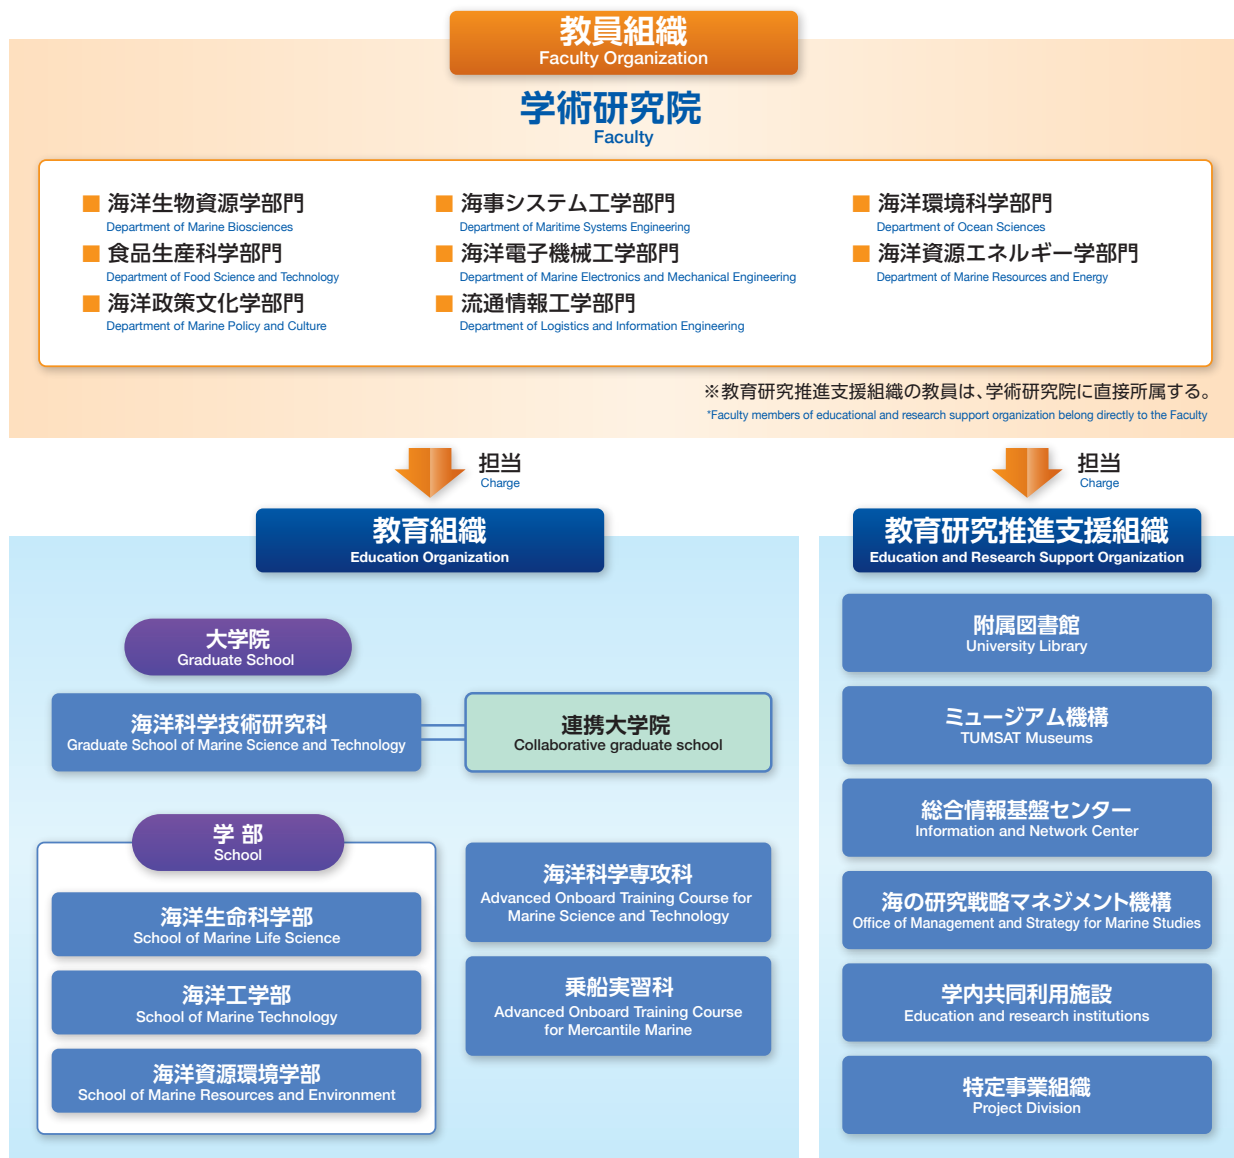 教員組織
Faculty Organization
学術研究院
Faculty
海洋生物資源学部門
Department of Marine Biosciences
食品生産科学部門
Department of Food Science and Technology
海洋政策文化学部門
Department of Marine Policy and Culture
海事システム工学部門
Department of Maritime Systems Engineering
海洋電子機械工学部門
Department of Marine Electronics and Mechanical Engineering
流通情報工学部門
Department of Logistics and Information Engineering
海洋環境科学部門
Department of Ocean Sciences
海洋資源エネルギー学部門
Department of Marine Resources and Energy
※教育研究推進支援組織の教員は、学術研究院に直接所属する。
*Faculty members of educational and research support organization belong directly to the Faculty
担当
Charge
担当
Charge
教育組織
Education Organization
大学院
Graduate School
海洋科学技術研究科
Graduate School of Marine Science and Technology
連携大学院
Collaborative graduate school
学 部
School
海洋生命科学部
School of Marine Life Science
海洋工学部
School of Marine Technology
海洋資源環境学部
School of Marine Resources and Environment
海洋科学専攻科
Advanced Onboard Training Course for
Marine Science and Technology
乗船実習科
Advanced Onboard Training Course
for Mercantile Marine
教育研究推進支援組織
Education and Research Support Organization
附属図書館
University Library
ミュージアム機構
TUMSAT Museums
総合情報基盤センター
Information and Network Center
海の研究戦略マネジメント機構
Office of Management and Strategy for Marine Studies
学内共同利用施設
Education and research institutions
特定事業組織
Project Division